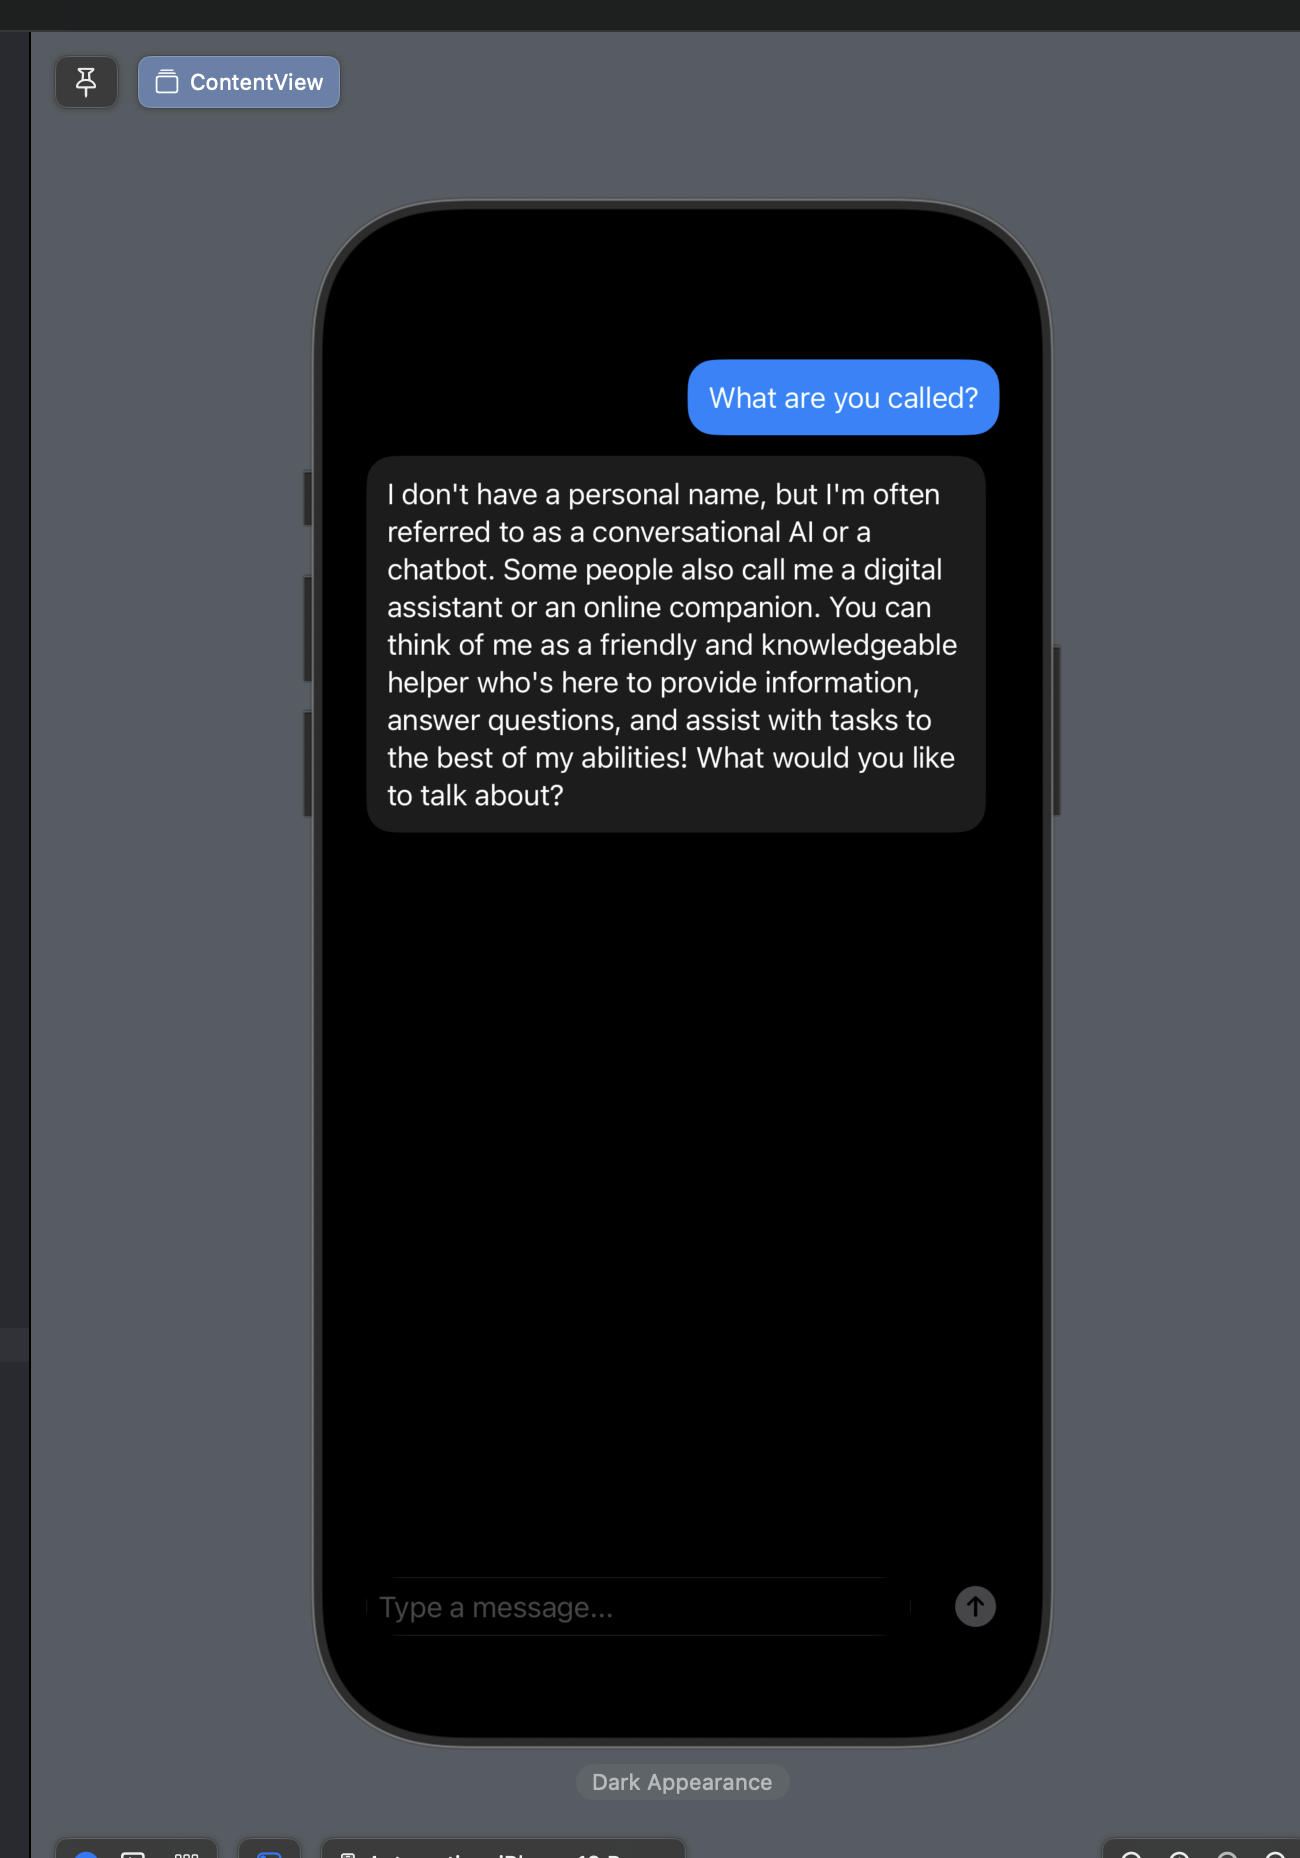 ContentView
What are you called?
I don't have a personal name, but I'm often
referred to as a conversational AI or a
chatbot. Some people also call me a digital
assistant or an online companion. You can
think of me as a friendly and knowledgeable
helper who's here to provide information,
answer questions, and assist with tasks to
the best of my abilities! What would you like
to talk about?
Type a message...
Dark Appearance